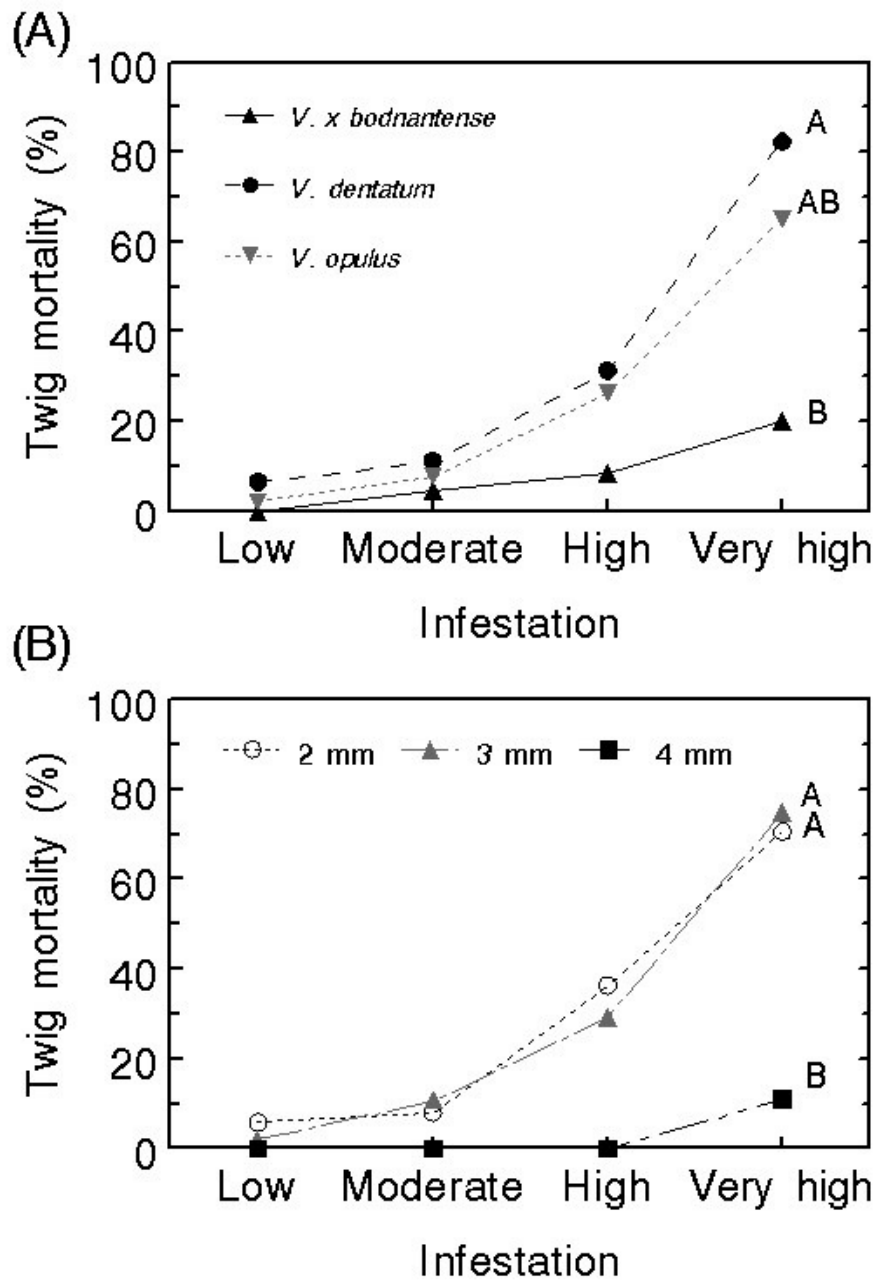 (A)
100
80
60
40
20
0
Twig mortality (%)
V. x bodnantense
V. dentatum
V. opulus
A
AB
B
Low Moderate High Very high
Infestation
(B)
100
80
60
40
20
0
Twig mortality (%)
2 mm 3 mm 4 mm
A
A
B
Low Moderate High Very high
Infestation